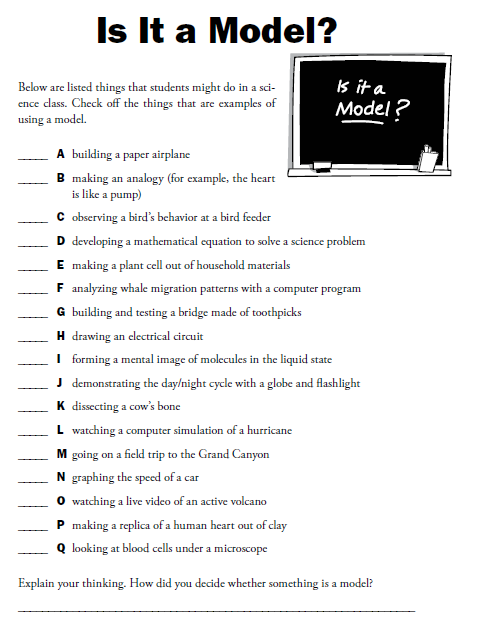 Is It a Model?
Below are listed things that students might do in a sci-
ence class. Check off the things that are examples of
using a model.
Is it a
Model?
_____ A building a paper airplane
_____ B making an analogy (for example, the heart
is like a pump)
_____ C observing a bird's behavior at a bird feeder
_____ D developing a mathematical equation to solve a science problem
_____ E making a plant cell out of household materials
_____ F analyzing whale migration patterns with a computer program
_____ G building and testing a bridge made of toothpicks
_____ H drawing an electrical circuit
_____ I forming a mental image of molecules in the liquid state
_____ J demonstrating the day/night cycle with a globe and flashlight
_____ K dissecting a cow's bone
_____ L watching a computer simulation of a hurricane
_____ M going on a field trip to the Grand Canyon
_____ N graphing the speed of a car
_____ O watching a live video of an active volcano
_____ P making a replica of a human heart out of clay
_____ Q looking at blood cells under a microscope
Explain your thinking. How did you decide whether something is a model?